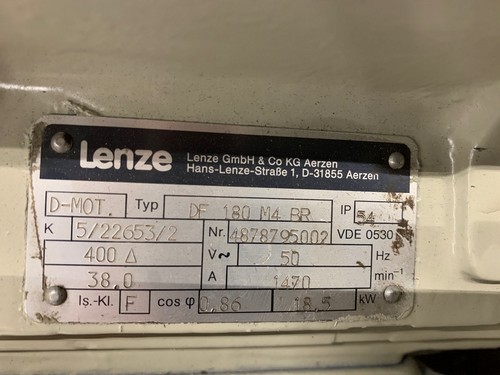 Lenze
Lenze GmbH & Co KG Aerzen
Hans-Lenze-Straße 1, D-31855 Aerzen
D-MOT. Typ DF 180 M4 BR IP 54
K 5/22653/2 Nr. 4878795002 VDE 0530
400 Δ V~ 50 Hz
38.0 A 1470 min⁻¹
Is.-Kl. F cos φ 0.86 18.5 kW